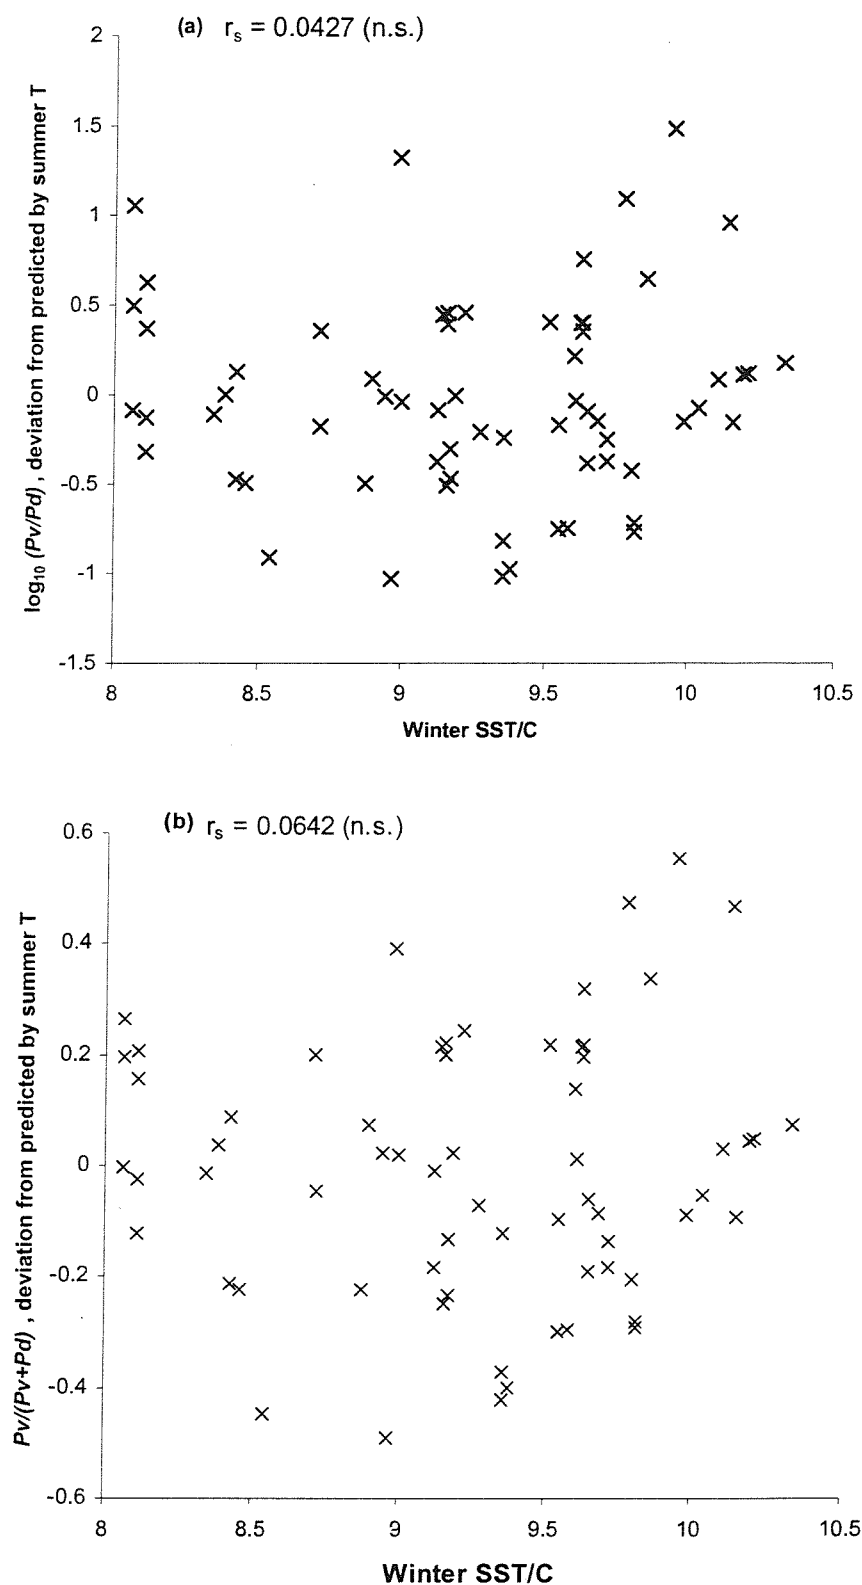 (a) rs = 0.0427 (n.s.)
log10 (Pv/Pd) , deviation from predicted by summer T
2
1.5
1
0.5
0
-0.5
-1
-1.5
8 8.5 9 9.5 10 10.5
Winter SST/C
(b) rs = 0.0642 (n.s.)
Pv/(Pv+Pd) , deviation from predicted by summer T
0.6
0.4
0.2
0
-0.2
-0.4
-0.6
8 8.5 9 9.5 10 10.5
Winter SST/C